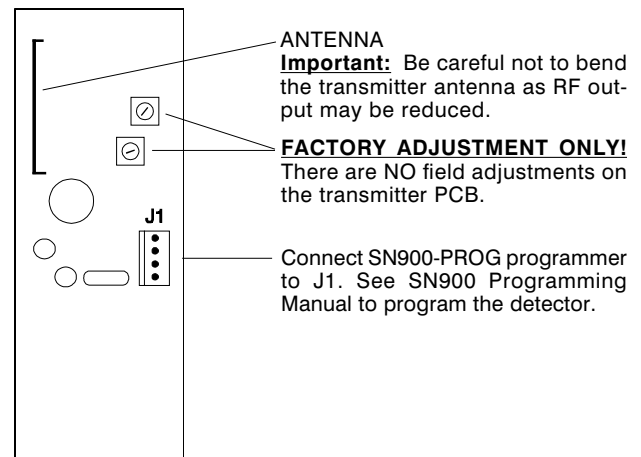 ANTENNA
Important: Be careful not to bend
the transmitter antenna as RF out-
put may be reduced.
FACTORY ADJUSTMENT ONLY!
There are NO field adjustments on
the transmitter PCB.
J1
Connect SN900-PROG programmer
to J1. See SN900 Programming
Manual to program the detector.